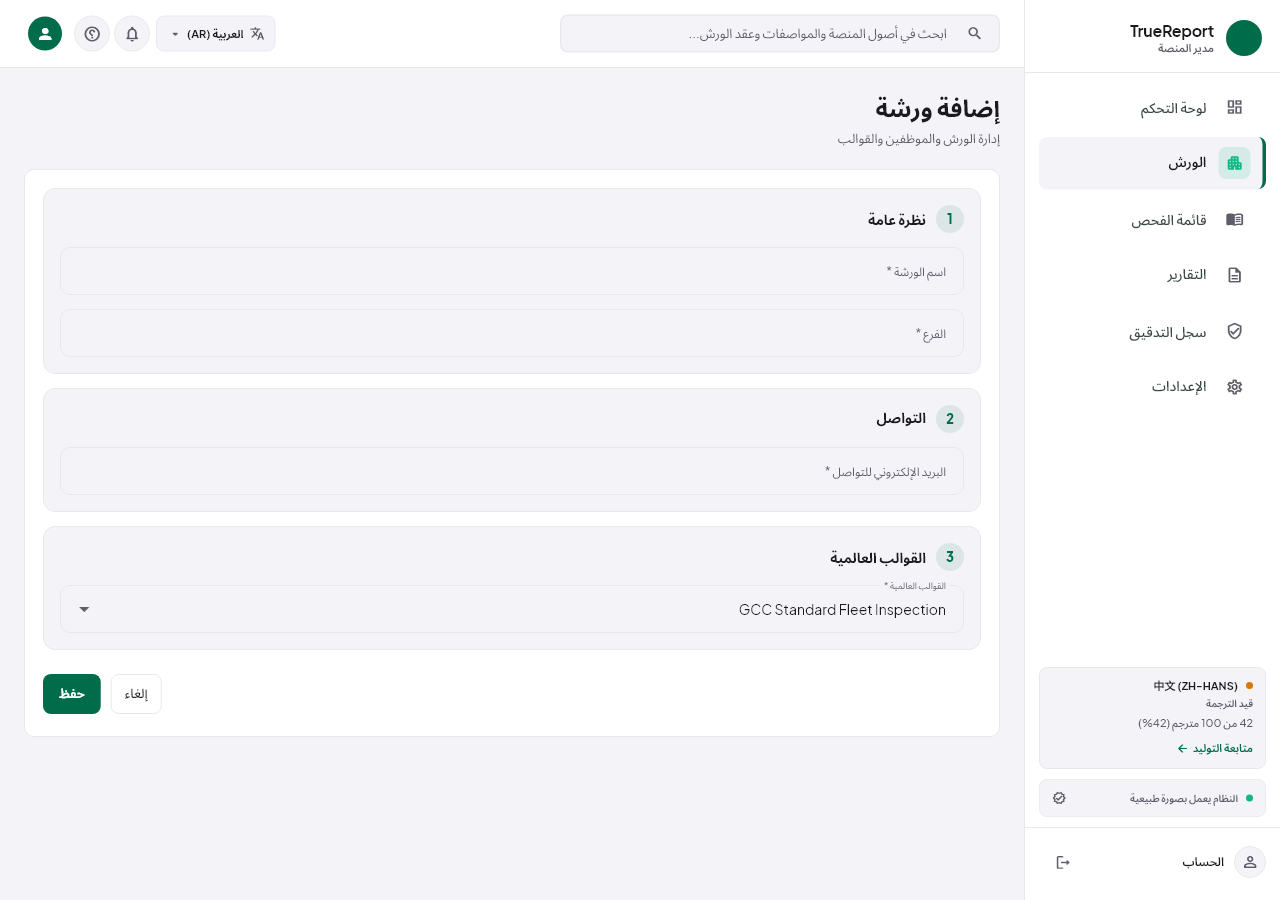 TrueReport
مدير المنصة
لوحة التحكم
الورش
قائمة الفحص
التقارير
سجل التدقيق
الإعدادات
中文 (ZH-HANS)
قيد الترجمة
42 من 100 مترجم (42%)
متابعة التوليد ←
النظام يعمل بصورة طبيعية
الحساب
ابحث في أصول المنصة والمواصفات وعقد الورش...
العربية (AR)
إضافة ورشة
إدارة الورش والموظفين والقوالب
1 نظرة عامة
اسم الورشة *
الفرع *
2 التواصل
البريد الإلكتروني للتواصل *
3 القوالب العالمية
القوالب العالمية *
GCC Standard Fleet Inspection
إلغاء
حفظ